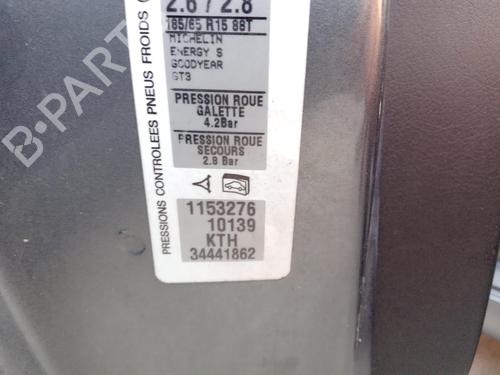 2.6 / 2.8
185/65 R15 88T
MICHELIN
ENERGY S
GOODYEAR
GT3
PRESSION ROUE
GALETTE
4.2Bar
PRESSION ROUE
SECOURS
2.8 Bar
1153276
10139
KTH
34441862
PRESSIONS CONTROLEES PNEUS FROIDS
B-PARTS